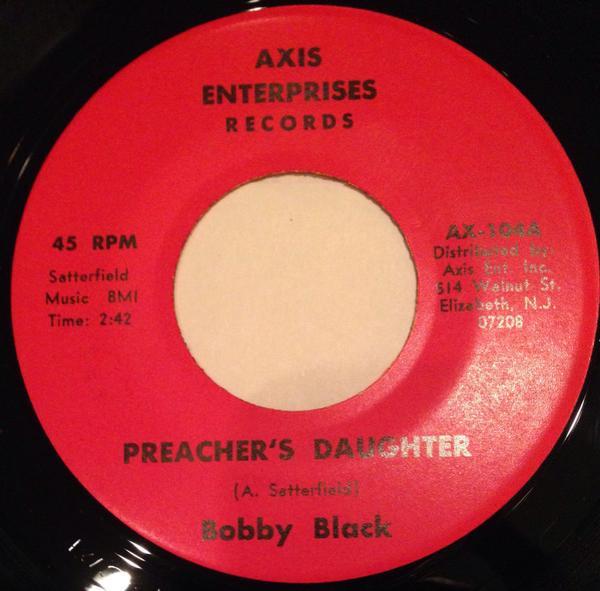 AXIS
ENTERPRISES
RECORDS
45 RPM
Satterfield
Music BMI
Time: 2:42
AX-104A
Distributed by:
Axis Ent. Inc.
614 Walnut St.
Elizabeth, N.J.
07208
PREACHER'S DAUGHTER
(A. Satterfield)
Bobby Black